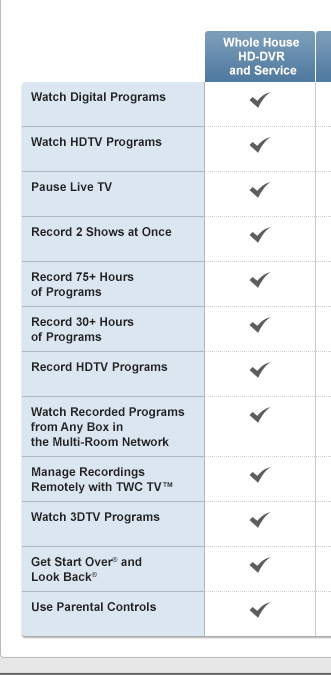 Whole House
HD-DVR
and Service
Watch Digital Programs
Watch HDTV Programs
Pause Live TV
Record 2 Shows at Once
Record 75+ Hours
of Programs
Record 30+ Hours
of Programs
Record HDTV Programs
Watch Recorded Programs
from Any Box in
the Multi-Room Network
Manage Recordings
Remotely with TWC TV™
Watch 3DTV Programs
Get Start Over® and
Look Back®
Use Parental Controls